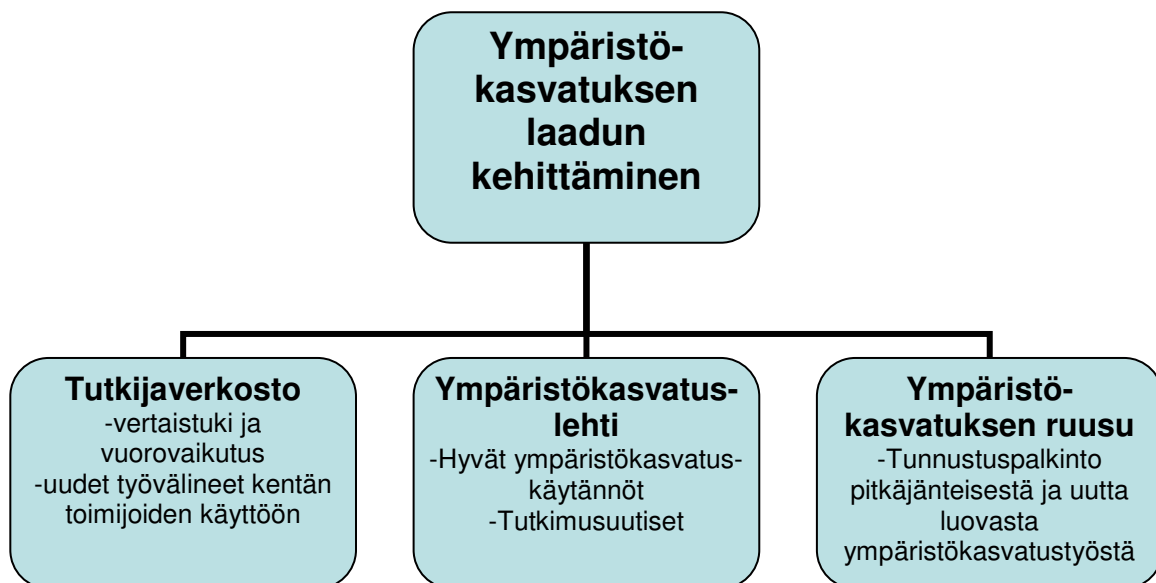 Ympäristö-
kasvatuksen
laadun
kehittäminen
Tutkijaverkosto
-vertaistuki ja
vuorovaikutus
-uudet työvälineet kentän
toimijoiden käyttöön
Ympäristökasvatus-
lehti
-Hyvät ympäristökasvatus-
käytännöt
-Tutkimusuutiset
Ympäristö-
kasvatuksen ruusu
-Tunnustuspalkinto
pitkäjänteisestä ja uutta
luovasta
ympäristökasvatustyöstä